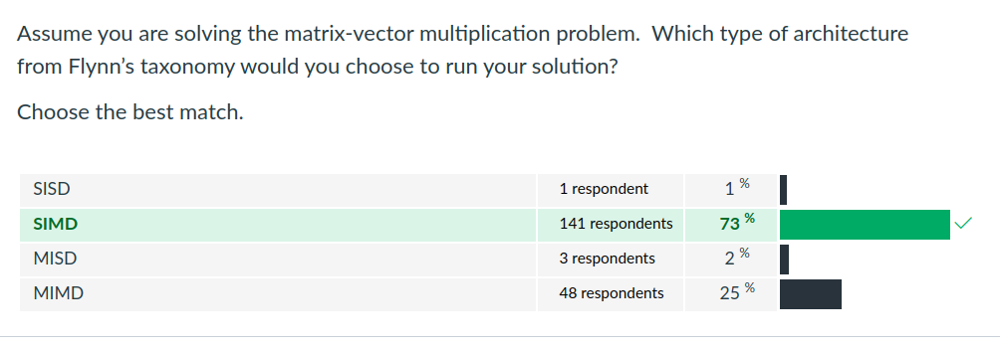 Assume you are solving the matrix-vector multiplication problem.  Which type of architecture
from Flynn’s taxonomy would you choose to run your solution?
Choose the best match.
SISD 1 respondent 1 %
SIMD 141 respondents 73 %
MISD 3 respondents 2 %
MIMD 48 respondents 25 %